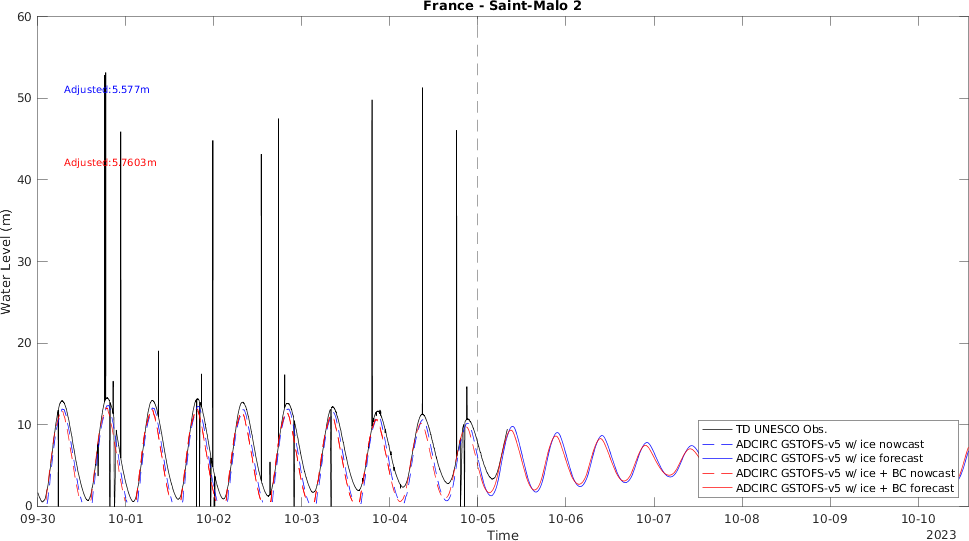 France - Saint-Malo 2
60
50
40
30
20
10
0
Water Level (m)
Adjusted:5.577m
Adjusted:5.7603m
TD UNESCO Obs.
ADCIRC GSTOFS-v5 w/ ice nowcast
ADCIRC GSTOFS-v5 w/ ice forecast
ADCIRC GSTOFS-v5 w/ ice + BC nowcast
ADCIRC GSTOFS-v5 w/ ice + BC forecast
09-30 10-01 10-02 10-03 10-04 10-05 10-06 10-07 10-08 10-09 10-10
Time
2023